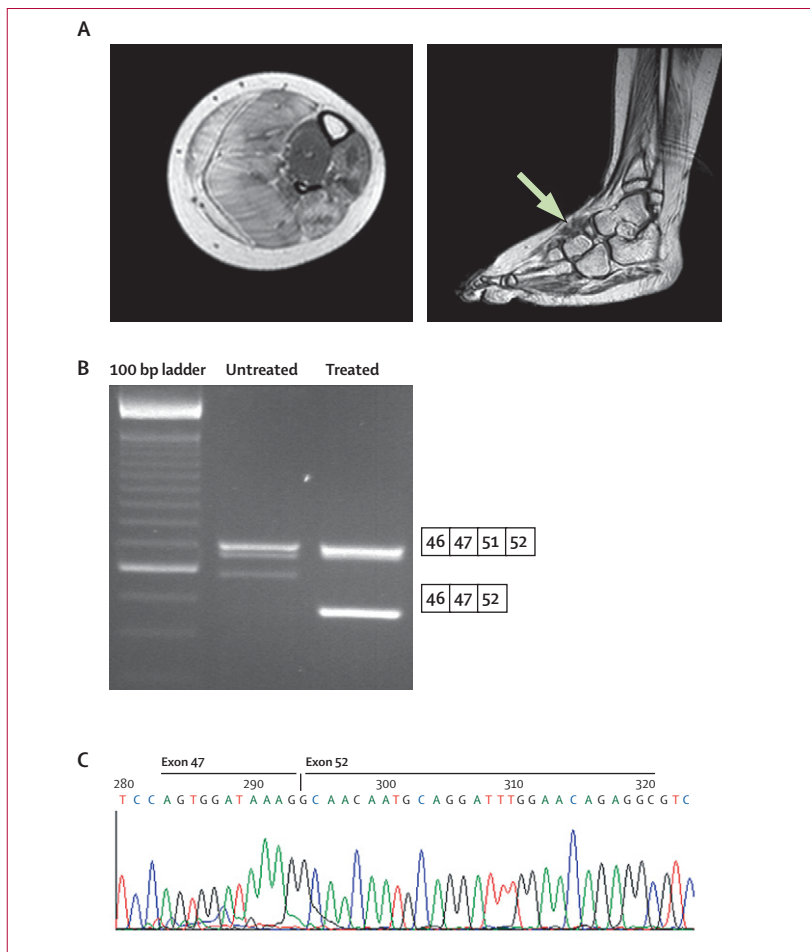 A
B
100 bp ladder Untreated Treated
46 47 51 52
46 47 52
C
Exon 47 Exon 52
280 290 300 310 320
T C C A G T G G A T A A A G G C A A C A A T G C A G G A T T T G G A A C A G A G G C G T C